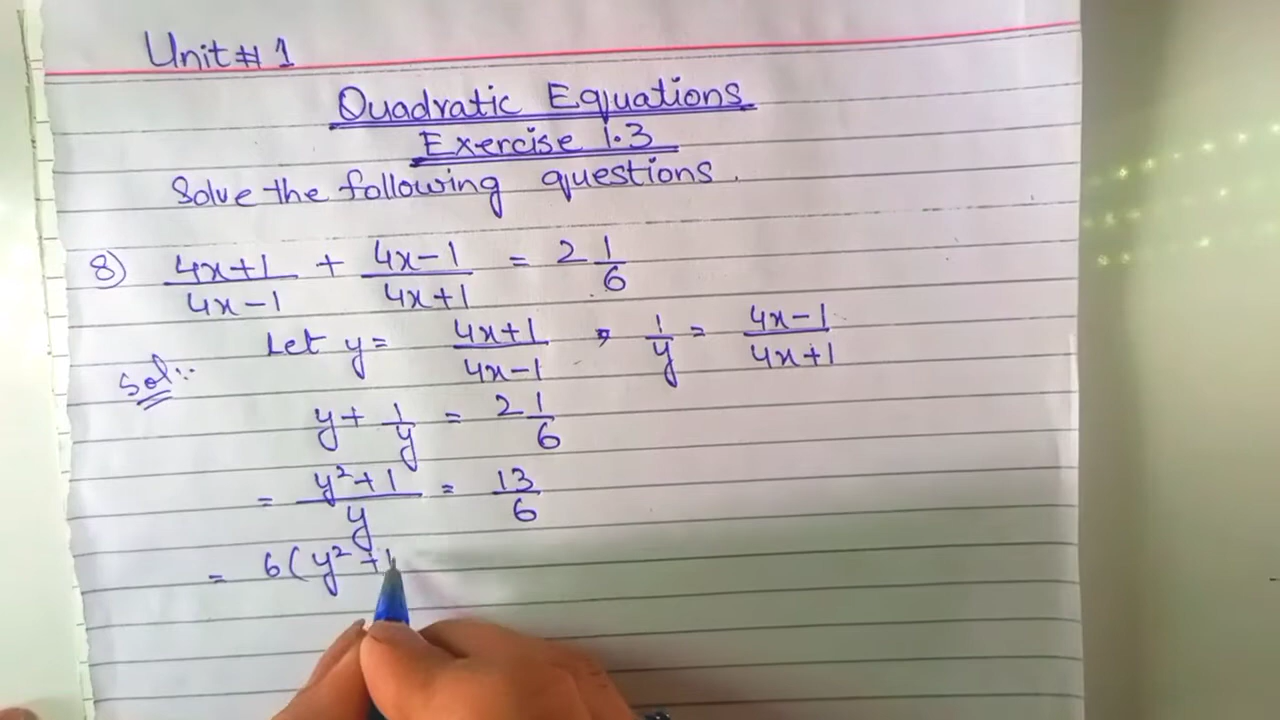 Unit # 1
Quadratic Equations
Exercise 1.3
Solve the following questions.
8) (4x+1)/(4x-1) + (4x-1)/(4x+1) = 2 1/6
Sol:. Let y = (4x+1)/(4x-1) , 1/y = (4x-1)/(4x+1)
y + 1/y = 2 1/6
= (y²+1)/y = 13/6
= 6(y²+1